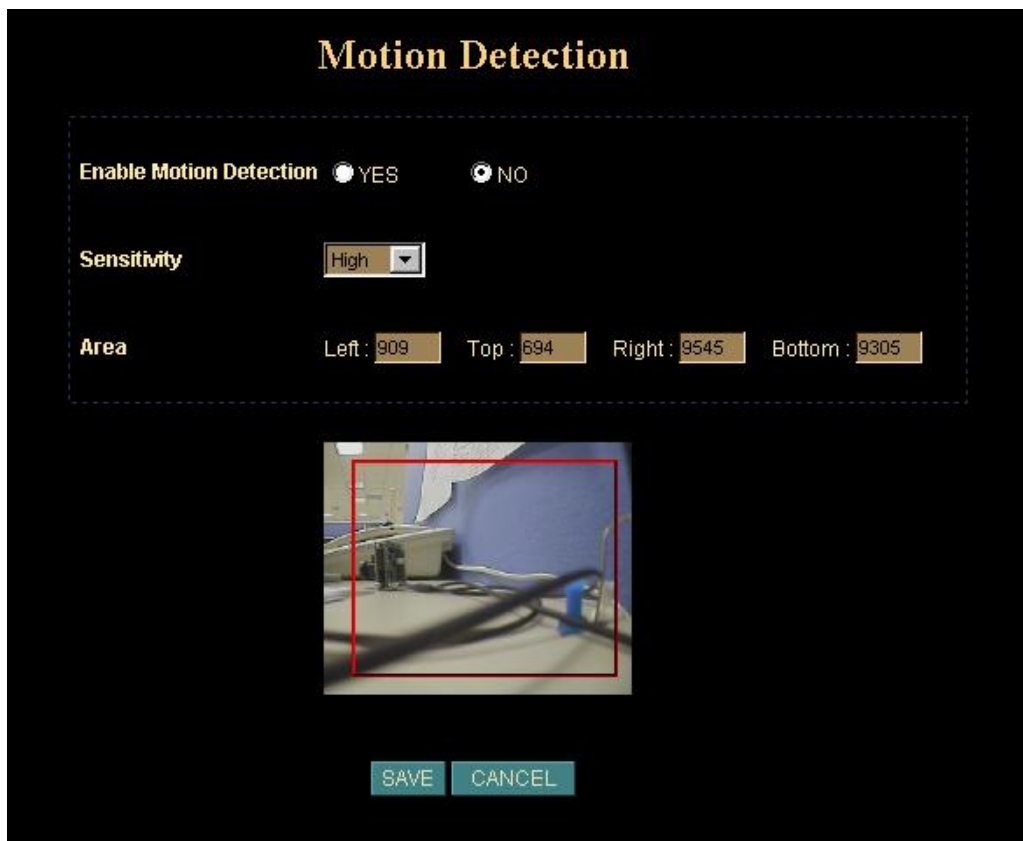 Motion Detection
Enable Motion Detection YES NO
Sensitivity High
Area Left : 909 Top : 694 Right : 9545 Bottom : 9305
SAVE CANCEL